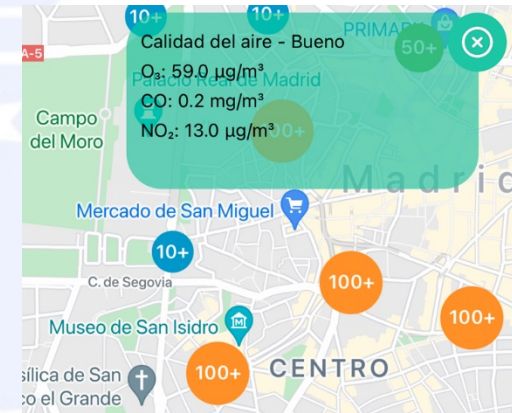 10+
10+
PRIMAR
50+
Calidad del aire - Bueno
A-5
O₃: 59.0 µg/m³
Palacio Real de Madrid
CO: 0.2 mg/m³
Campo
del Moro
NO₂: 13.0 µg/m³
100+
Madrid
Mercado de San Miguel
10+
C. de Segovia
100+
Museo de San Isidro
100+
CENTRO
100+
sílica de San
co el Grande